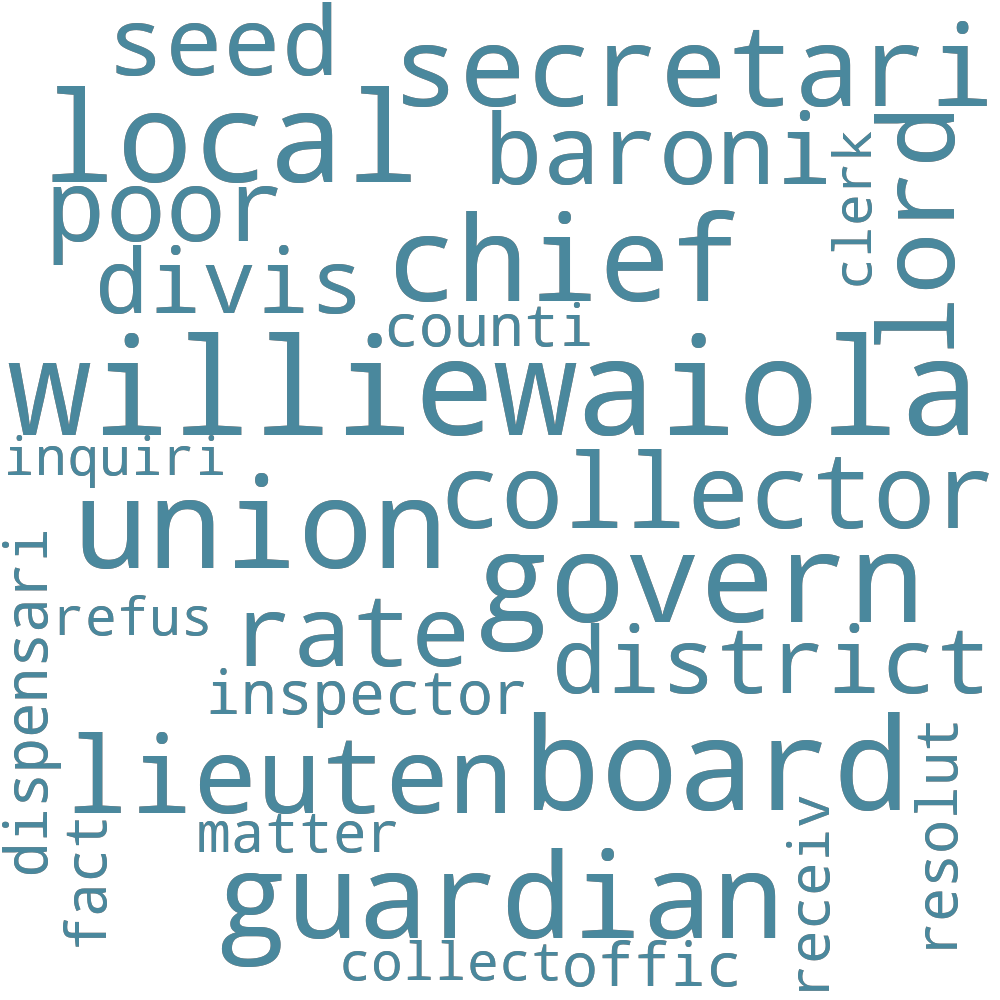 seed
secretari
local
baroni
clerk
lord
poor
chief
divis
counti
williewaiola
inquiri
collector
union
govern
dispensari
refus
rate
district
inspector
board
lieuten
resolut
matter
receiv
fact
guardian
collect
offic